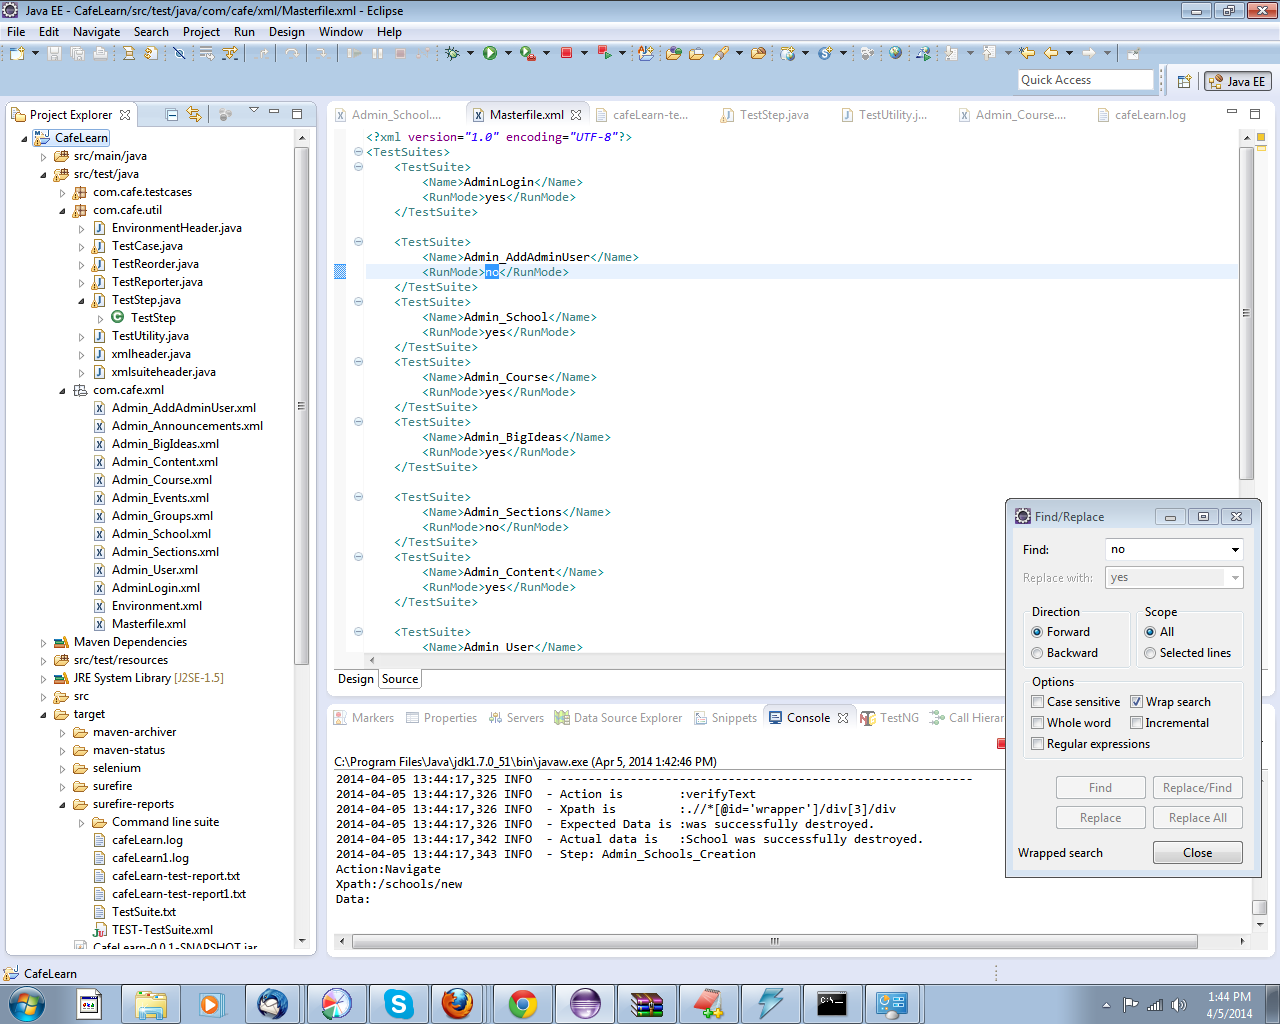 Java EE - CafeLearn/src/test/java/com/cafe/xml/Masterfile.xml - Eclipse
File Edit Navigate Search Project Run Design Window Help
Quick Access
Java EE
Project Explorer
CafeLearn
src/main/java
src/test/java
com.cafe.testcases
com.cafe.util
EnvironmentHeader.java
TestCase.java
TestReorder.java
TestReporter.java
TestStep.java
TestStep
TestUtility.java
xmlheader.java
xmlsuiteheader.java
com.cafe.xml
Admin_AddAdminUser.xml
Admin_Announcements.xml
Admin_BigIdeas.xml
Admin_Content.xml
Admin_Course.xml
Admin_Events.xml
Admin_Groups.xml
Admin_School.xml
Admin_Sections.xml
Admin_User.xml
AdminLogin.xml
Environment.xml
Masterfile.xml
Maven Dependencies
src/test/resources
JRE System Library [J2SE-1.5]
src
target
maven-archiver
maven-status
selenium
surefire
surefire-reports
Command line suite
cafeLearn.log
cafeLearn1.log
cafeLearn-test-report.txt
cafeLearn-test-report1.txt
TestSuite.txt
TEST-TestSuite.xml
CafeLearn-0.0.1-SNAPSHOT.jar
Admin_School.... Masterfile.xml cafeLearn-te... TestStep.java TestUtility.j... Admin_Course.... cafeLearn.log
<?xml version="1.0" encoding="UTF-8"?>
<TestSuites>
<TestSuite>
<Name>AdminLogin</Name>
<RunMode>yes</RunMode>
</TestSuite>
<TestSuite>
<Name>Admin_AddAdminUser</Name>
<RunMode>no</RunMode>
</TestSuite>
<TestSuite>
<Name>Admin_School</Name>
<RunMode>yes</RunMode>
</TestSuite>
<TestSuite>
<Name>Admin_Course</Name>
<RunMode>yes</RunMode>
</TestSuite>
<TestSuite>
<Name>Admin_BigIdeas</Name>
<RunMode>yes</RunMode>
</TestSuite>
<TestSuite>
<Name>Admin_Sections</Name>
<RunMode>no</RunMode>
</TestSuite>
<TestSuite>
<Name>Admin_Content</Name>
<RunMode>yes</RunMode>
</TestSuite>
<TestSuite>
<Name>Admin_User</Name>
Design Source
Markers Properties Servers Data Source Explorer Snippets Console TestNG Call Hierar
C:\Program Files\Java\jdk1.7.0_51\bin\javaw.exe (Apr 5, 2014 1:42:46 PM)
2014-04-05 13:44:17,325 INFO - -----------------------------------------------------------
2014-04-05 13:44:17,326 INFO - Action is :verifyText
2014-04-05 13:44:17,326 INFO - Xpath is :.//*[@id='wrapper']/div[3]/div
2014-04-05 13:44:17,326 INFO - Expected Data is :was successfully destroyed.
2014-04-05 13:44:17,342 INFO - Actual data is :School was successfully destroyed.
2014-04-05 13:44:17,343 INFO - Step: Admin_Schools_Creation
Action:Navigate
Xpath:/schools/new
Data:
Find/Replace
Find: no
Replace with: yes
Direction Scope
Forward All
Backward Selected lines
Options
Case sensitive Wrap search
Whole word Incremental
Regular expressions
Find Replace/Find
Replace Replace All
Wrapped search Close
CafeLearn
1:44 PM
4/5/2014